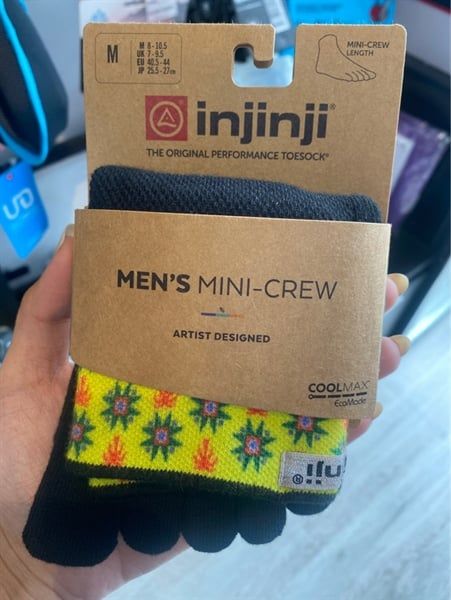 M
M 8 - 10.5
UK 7 - 9.5
EU 40.5- 44
JP 25.5 - 27cm
MINI-CREW
LENGTH
injinji®
THE ORIGINAL PERFORMANCE TOESOCK®
MEN'S MINI-CREW
ARTIST DESIGNED
COOLMAX®
EcoMade